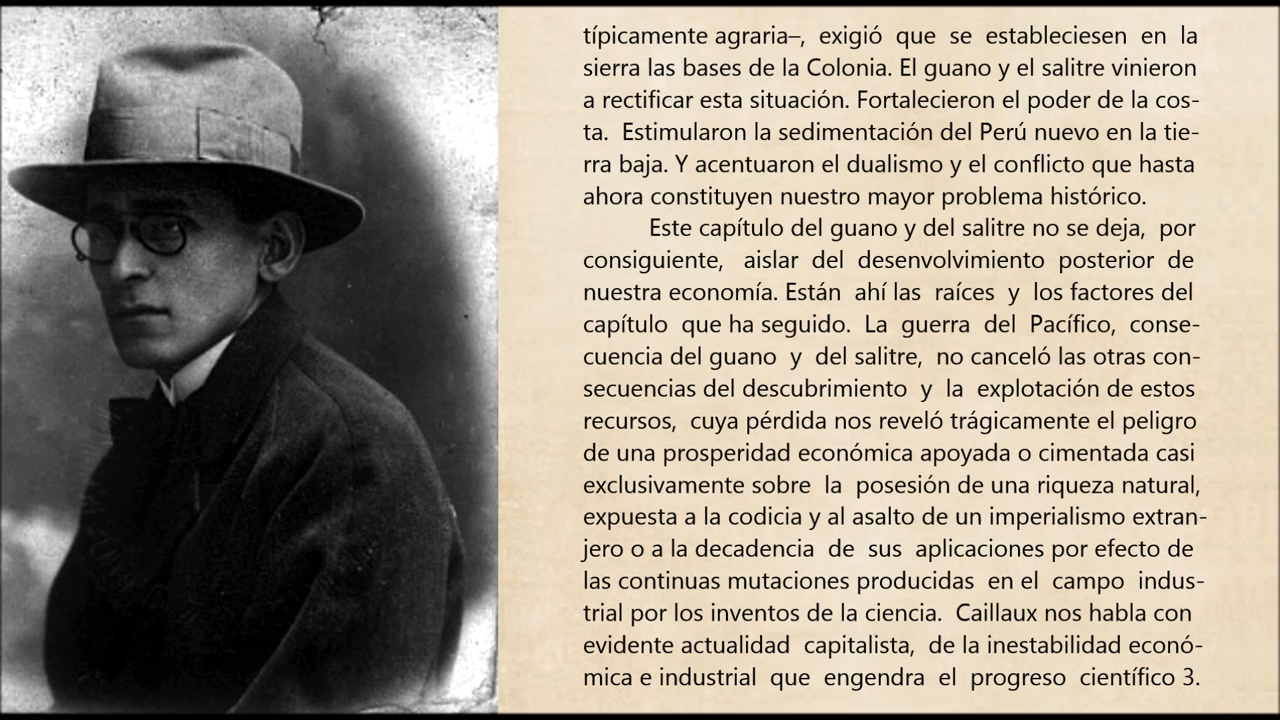 típicamente agraria–, exigió que se estableciesen en la
sierra las bases de la Colonia. El guano y el salitre vinieron
a rectificar esta situación. Fortalecieron el poder de la cos-
ta. Estimularon la sedimentación del Perú nuevo en la tie-
rra baja. Y acentuaron el dualismo y el conflicto que hasta
ahora constituyen nuestro mayor problema histórico.
Este capítulo del guano y del salitre no se deja, por
consiguiente, aislar del desenvolvimiento posterior de
nuestra economía. Están ahí las raíces y los factores del
capítulo que ha seguido. La guerra del Pacífico, conse-
cuencia del guano y del salitre, no canceló las otras con-
secuencias del descubrimiento y la explotación de estos
recursos, cuya pérdida nos reveló trágicamente el peligro
de una prosperidad económica apoyada o cimentada casi
exclusivamente sobre la posesión de una riqueza natural,
expuesta a la codicia y al asalto de un imperialismo extran-
jero o a la decadencia de sus aplicaciones por efecto de
las continuas mutaciones producidas en el campo indus-
trial por los inventos de la ciencia. Caillaux nos habla con
evidente actualidad capitalista, de la inestabilidad econó-
mica e industrial que engendra el progreso científico 3.